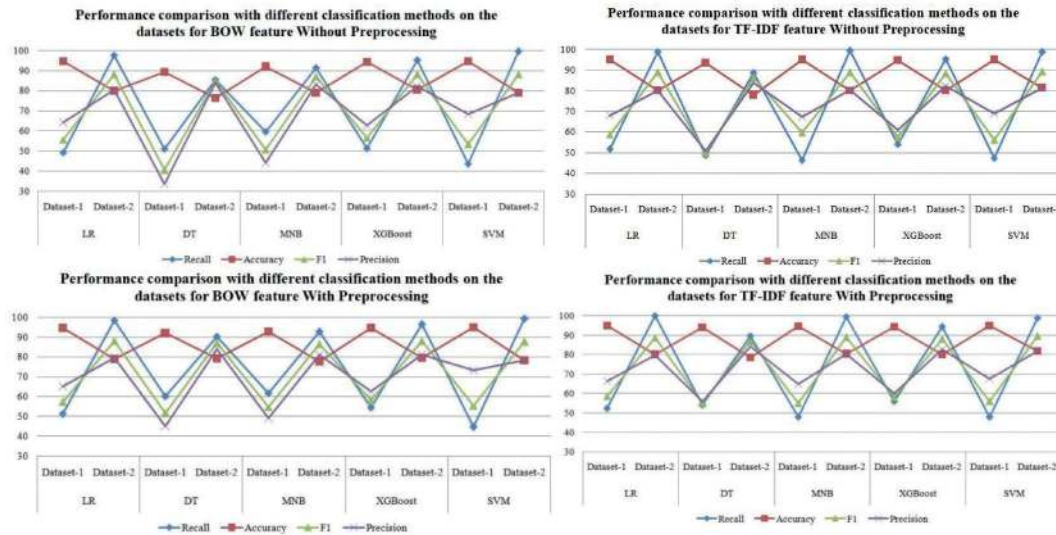 Performance comparison with different classification methods on the
datasets for BOW feature Without Preprocessing
100
90
80
70
60
50
40
30
Dataset-1 Dataset-2 Dataset-1 Dataset-2 Dataset-1 Dataset-2 Dataset-1 Dataset-2 Dataset-1 Dataset-2
LR DT MNB XGBoost SVM
Recall Accuracy F1 Precision
Performance comparison with different classification methods on the
datasets for TF-IDF feature Without Preprocessing
100
90
80
70
60
50
40
30
Dataset-1 Dataset-2 Dataset-1 Dataset-2 Dataset-1 Dataset-2 Dataset-1 Dataset-2 Dataset-1 Dataset-2
LR DT MNB XGBoost SVM
Recall Accuracy F1 Precision
Performance comparison with different classification methods on the
datasets for BOW feature With Preprocessing
100
90
80
70
60
50
40
30
Dataset-1 Dataset-2 Dataset-1 Dataset-2 Dataset-1 Dataset-2 Dataset-1 Dataset-2 Dataset-1 Dataset-2
LR DT MNB XGBoost SVM
Recall Accuracy F1 Precision
Performance comparison with different classification methods on the
datasets for TF-IDF feature With Preprocessing
100
90
80
70
60
50
40
30
Dataset-1 Dataset-2 Dataset-1 Dataset-2 Dataset-1 Dataset-2 Dataset-1 Dataset-2 Dataset-1 Dataset-2
LR DT MNB XGBoost SVM
Recall Accuracy F1 Precision